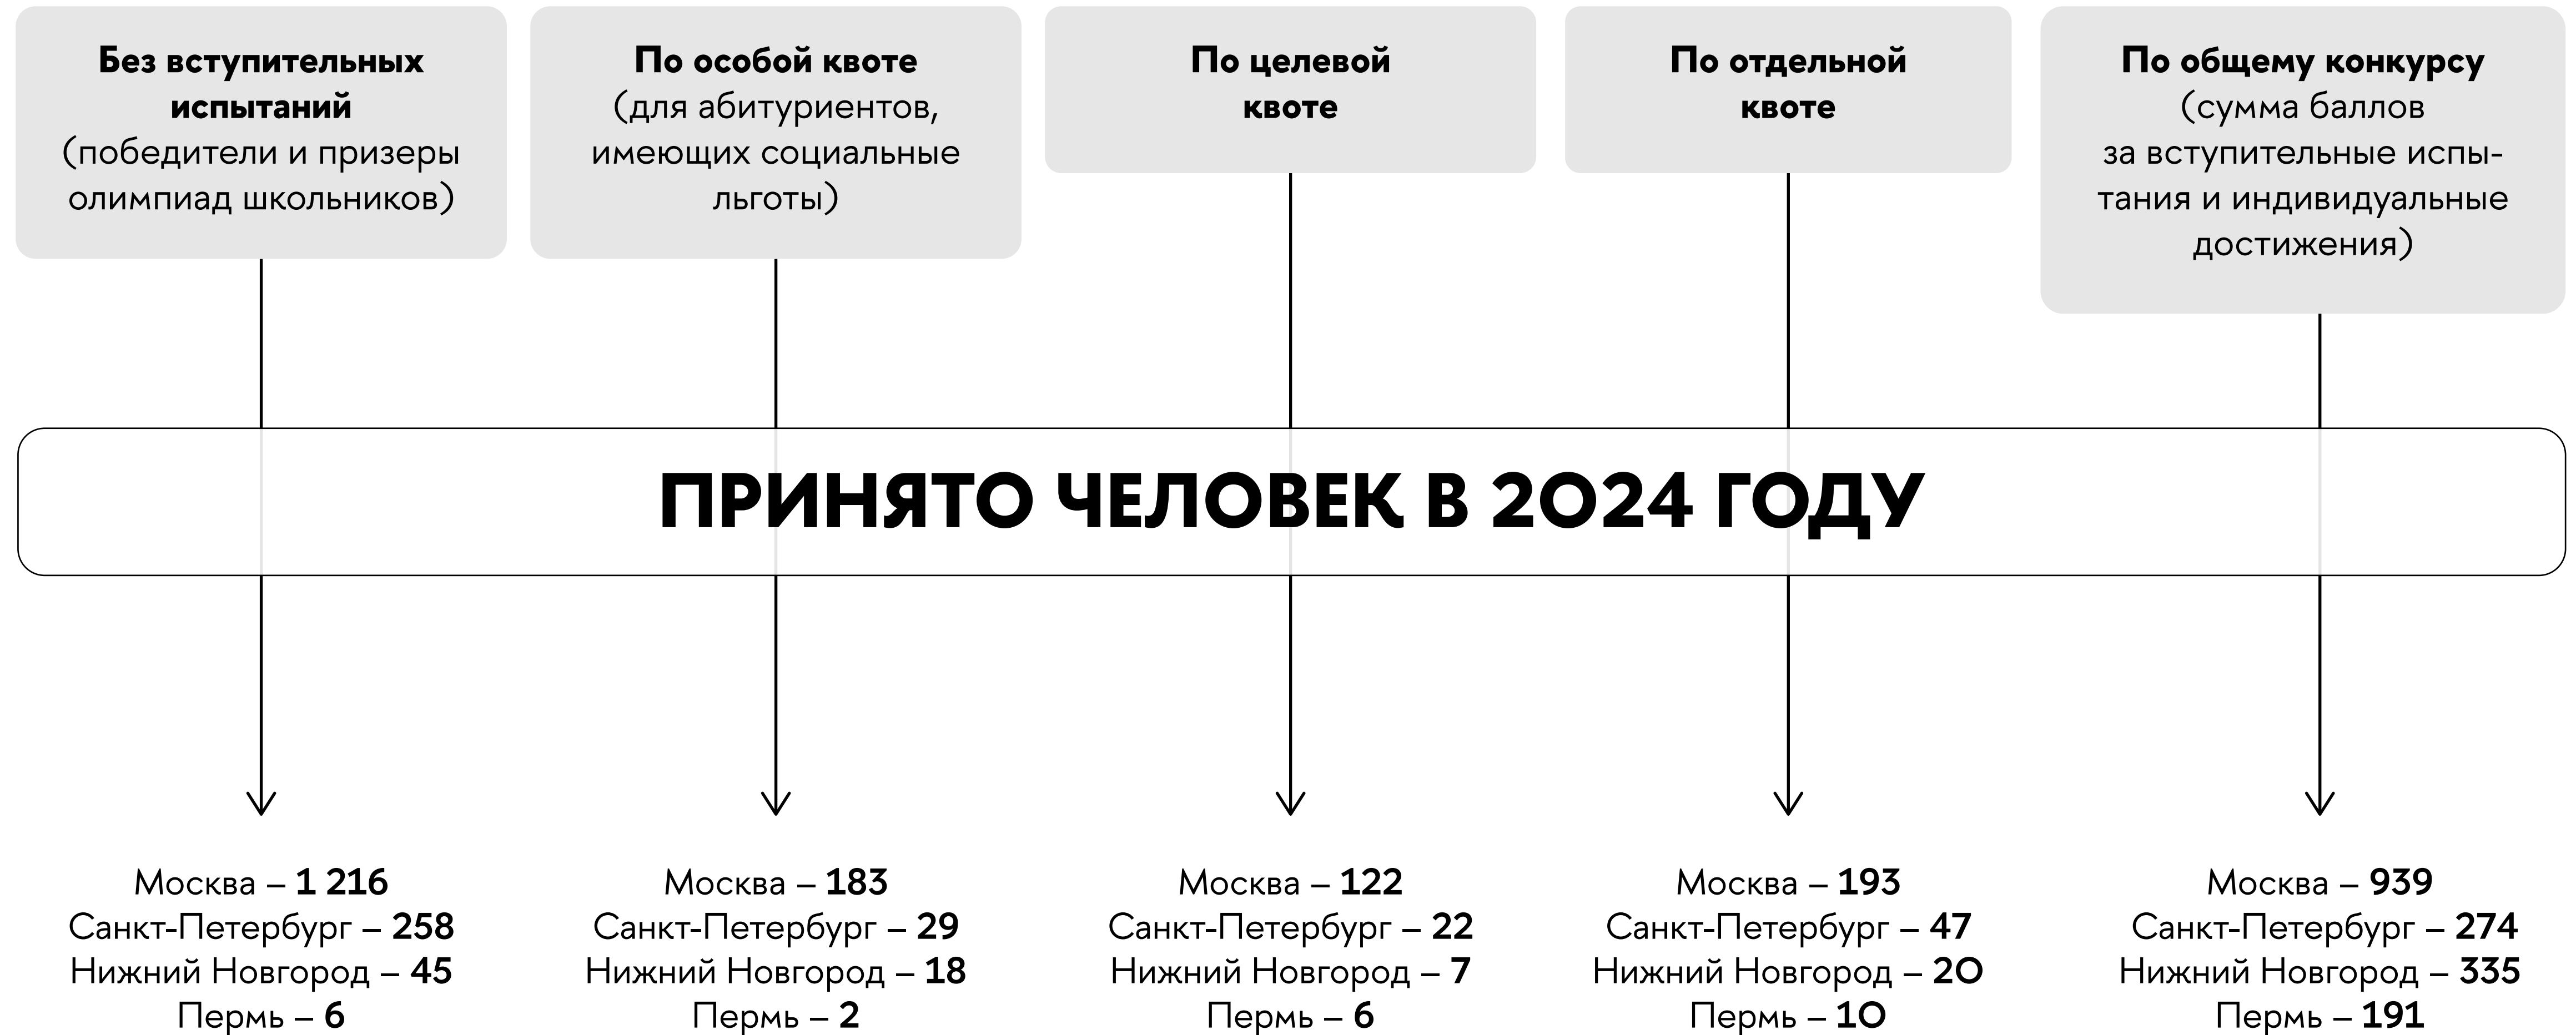 Без вступительных
испытаний
(победители и призеры
олимпиад школьников)
По особой квоте
(для абитуриентов,
имеющих социальные
льготы)
По целевой
квоте
По отдельной
квоте
По общему конкурсу
(сумма баллов
за вступительные испы-
тания и индивидуальные
достижения)
ПРИНЯТО ЧЕЛОВЕК В 2024 ГОДУ
Москва – 1 216
Санкт-Петербург – 258
Нижний Новгород – 45
Пермь – 6
Москва – 183
Санкт-Петербург – 29
Нижний Новгород – 18
Пермь – 2
Москва – 122
Санкт-Петербург – 22
Нижний Новгород – 7
Пермь – 6
Москва – 193
Санкт-Петербург – 47
Нижний Новгород – 20
Пермь – 10
Москва – 939
Санкт-Петербург – 274
Нижний Новгород – 335
Пермь – 191